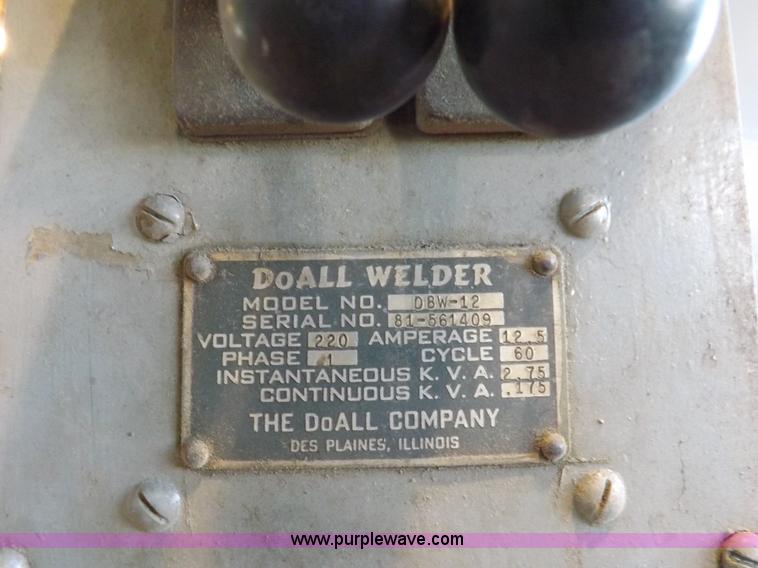 DoALL WELDER
MODEL NO. DBW-12
SERIAL NO. 81-561409
VOLTAGE 220 AMPERAGE 12.5
PHASE 1 CYCLE 60
INSTANTANEOUS K. V. A. 2.75
CONTINUOUS K. V. A. .175
THE DoALL COMPANY
DES PLAINES, ILLINOIS
www.purplewave.com